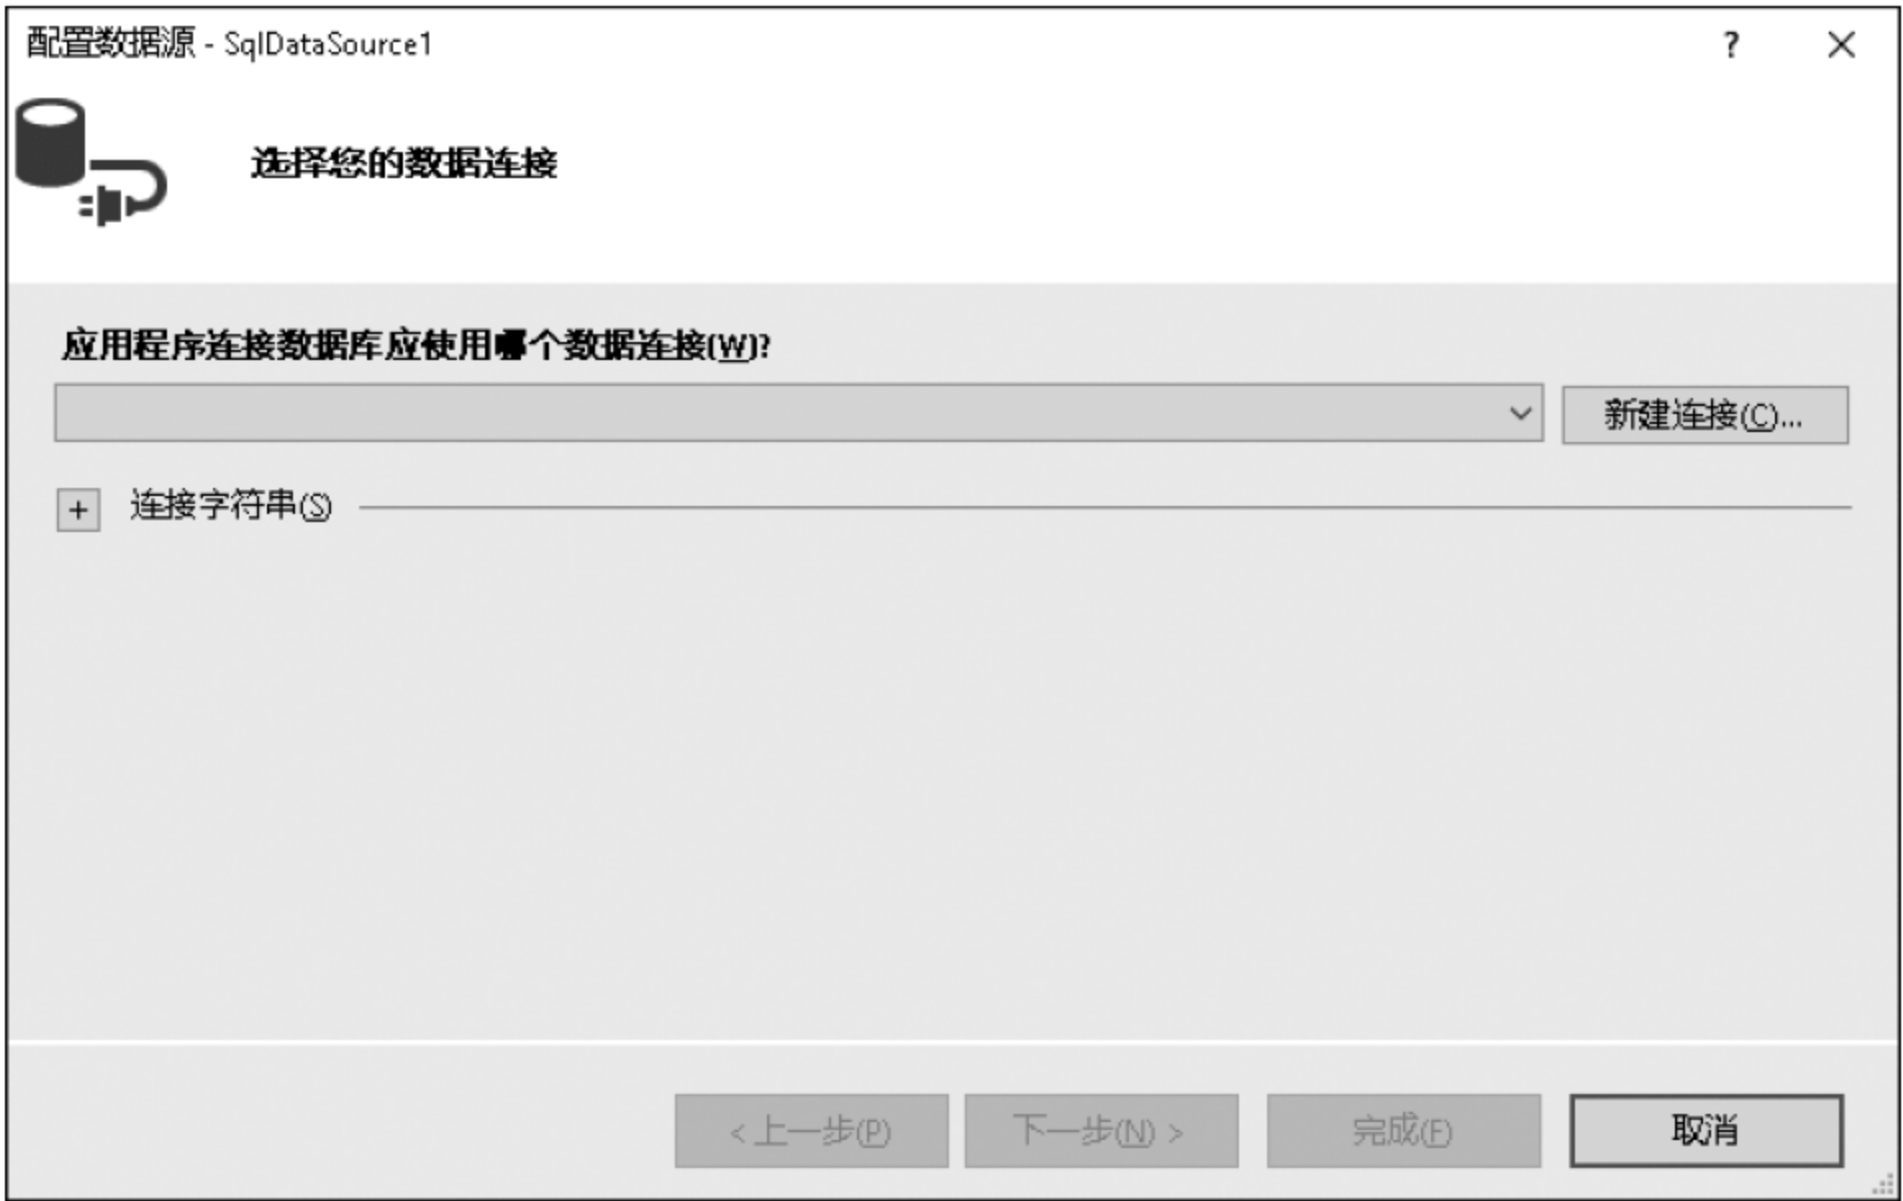 配置数据源 - SqlDataSource1
?
选择您的数据连接
应用程序连接数据库应使用哪个数据连接(W)?
新建连接(C)...
+ 连接字符串(S)
< 上一步(P)
下一步(N) >
完成(F)
取消